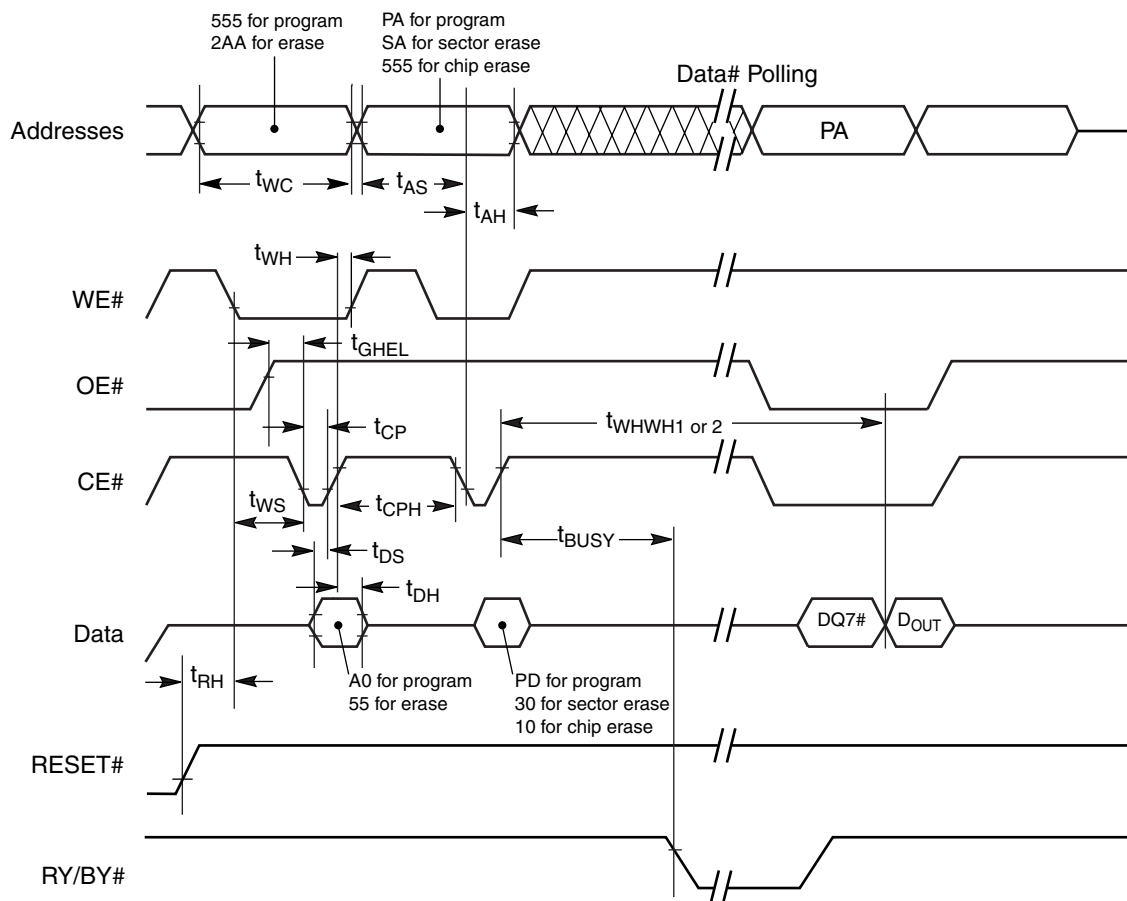 555 for program
2AA for erase
PA for program
SA for sector erase
555 for chip erase
Data# Polling
Addresses
PA
tWC
tAS
tAH
tWH
WE#
tGHEL
OE#
tCP
tWHWH1 or 2
CE#
tWS
tCPH
tBUSY
tDS
tDH
Data
DQ7#
DOUT
tRH
A0 for program
55 for erase
PD for program
30 for sector erase
10 for chip erase
RESET#
RY/BY#